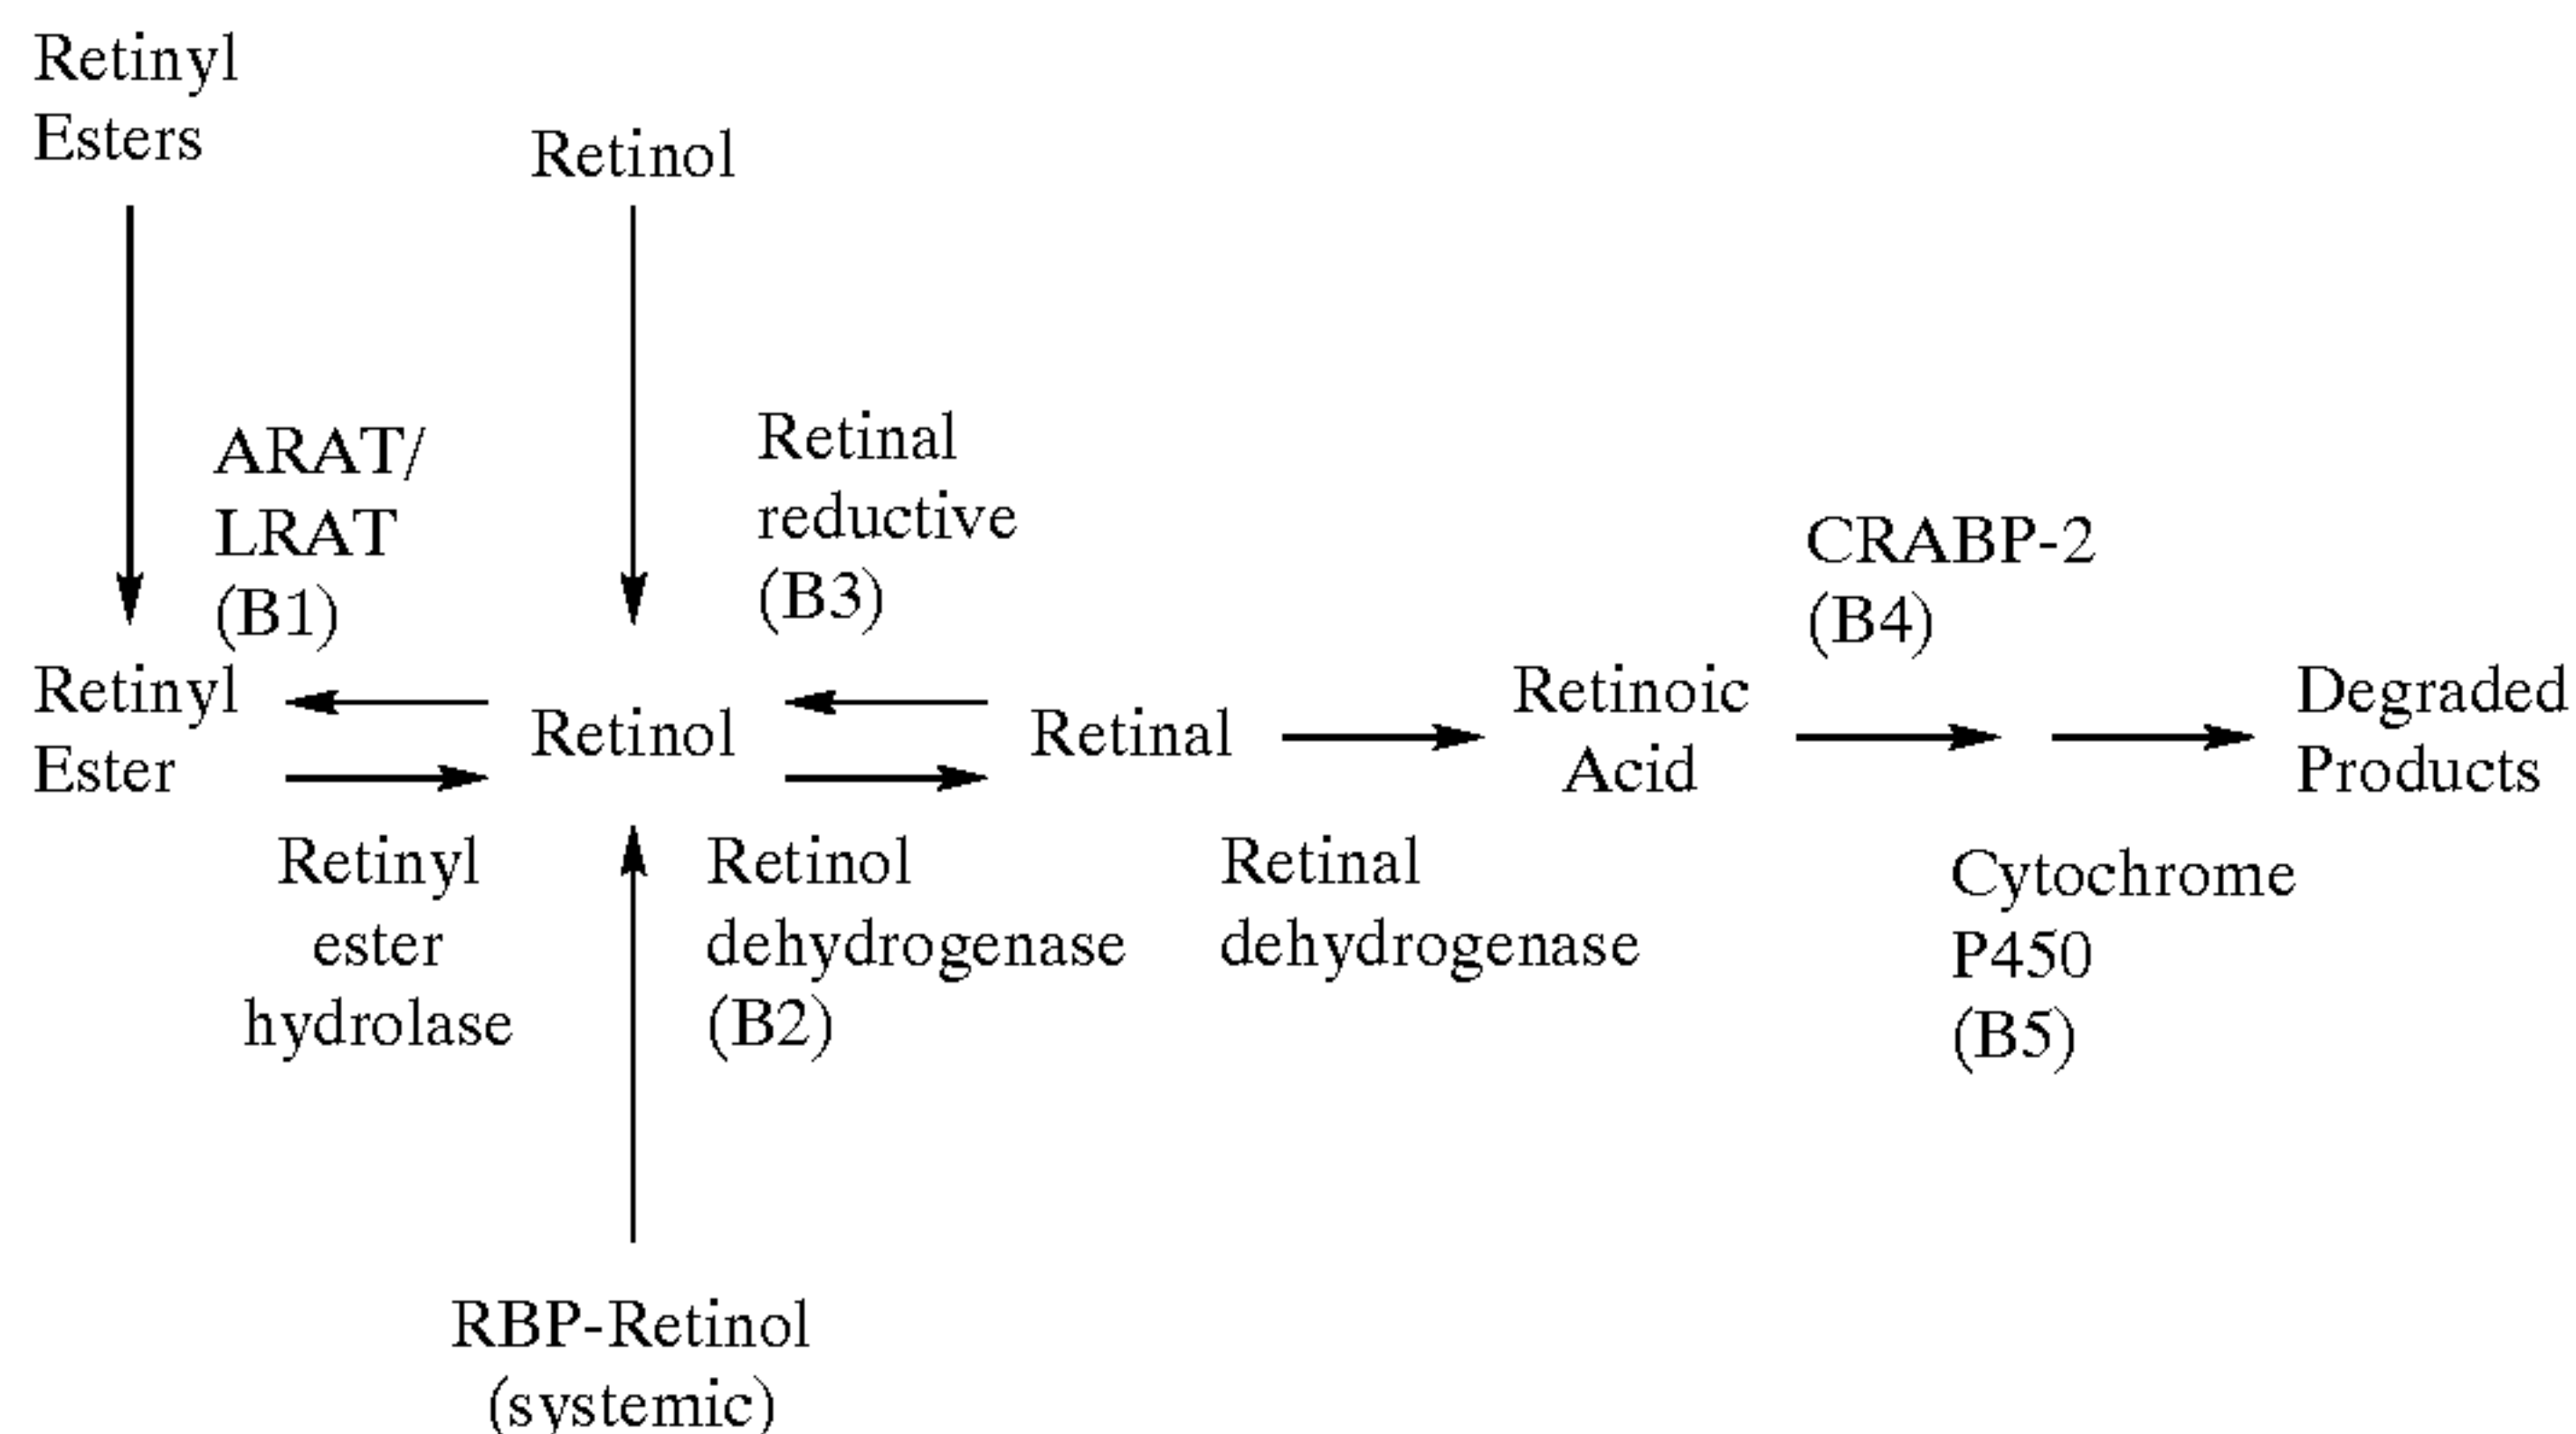 Retinyl
Esters
Retinol
ARAT/
LRAT
(B1)
Retinal
reductive
(B3)
CRABP-2
(B4)
Retinyl
Ester
Retinol
Retinal
Retinoic
Acid
Degraded
Products
Retinyl
ester
hydrolase
Retinol
dehydrogenase
(B2)
Retinal
dehydrogenase
Cytochrome
P450
(B5)
RBP-Retinol
(systemic)